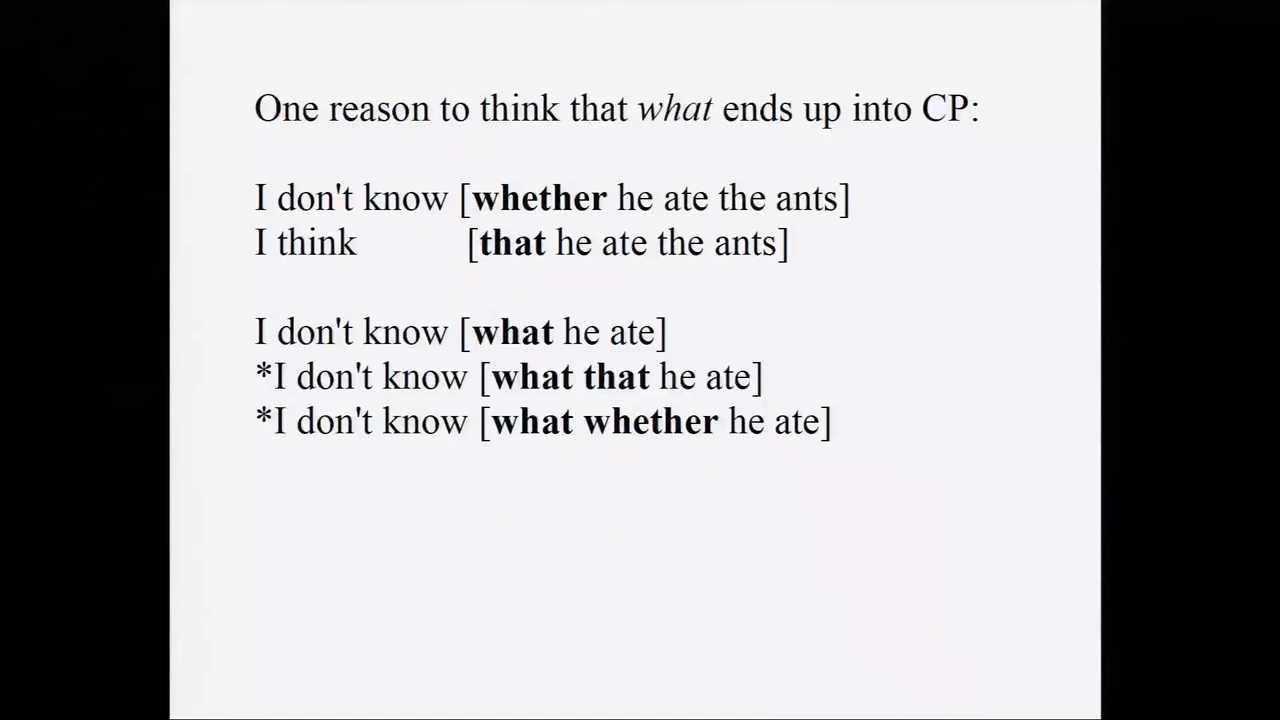 One reason to think that what ends up into CP:
I don't know [whether he ate the ants]
I think [that he ate the ants]
I don't know [what he ate]
*I don't know [what that he ate]
*I don't know [what whether he ate]